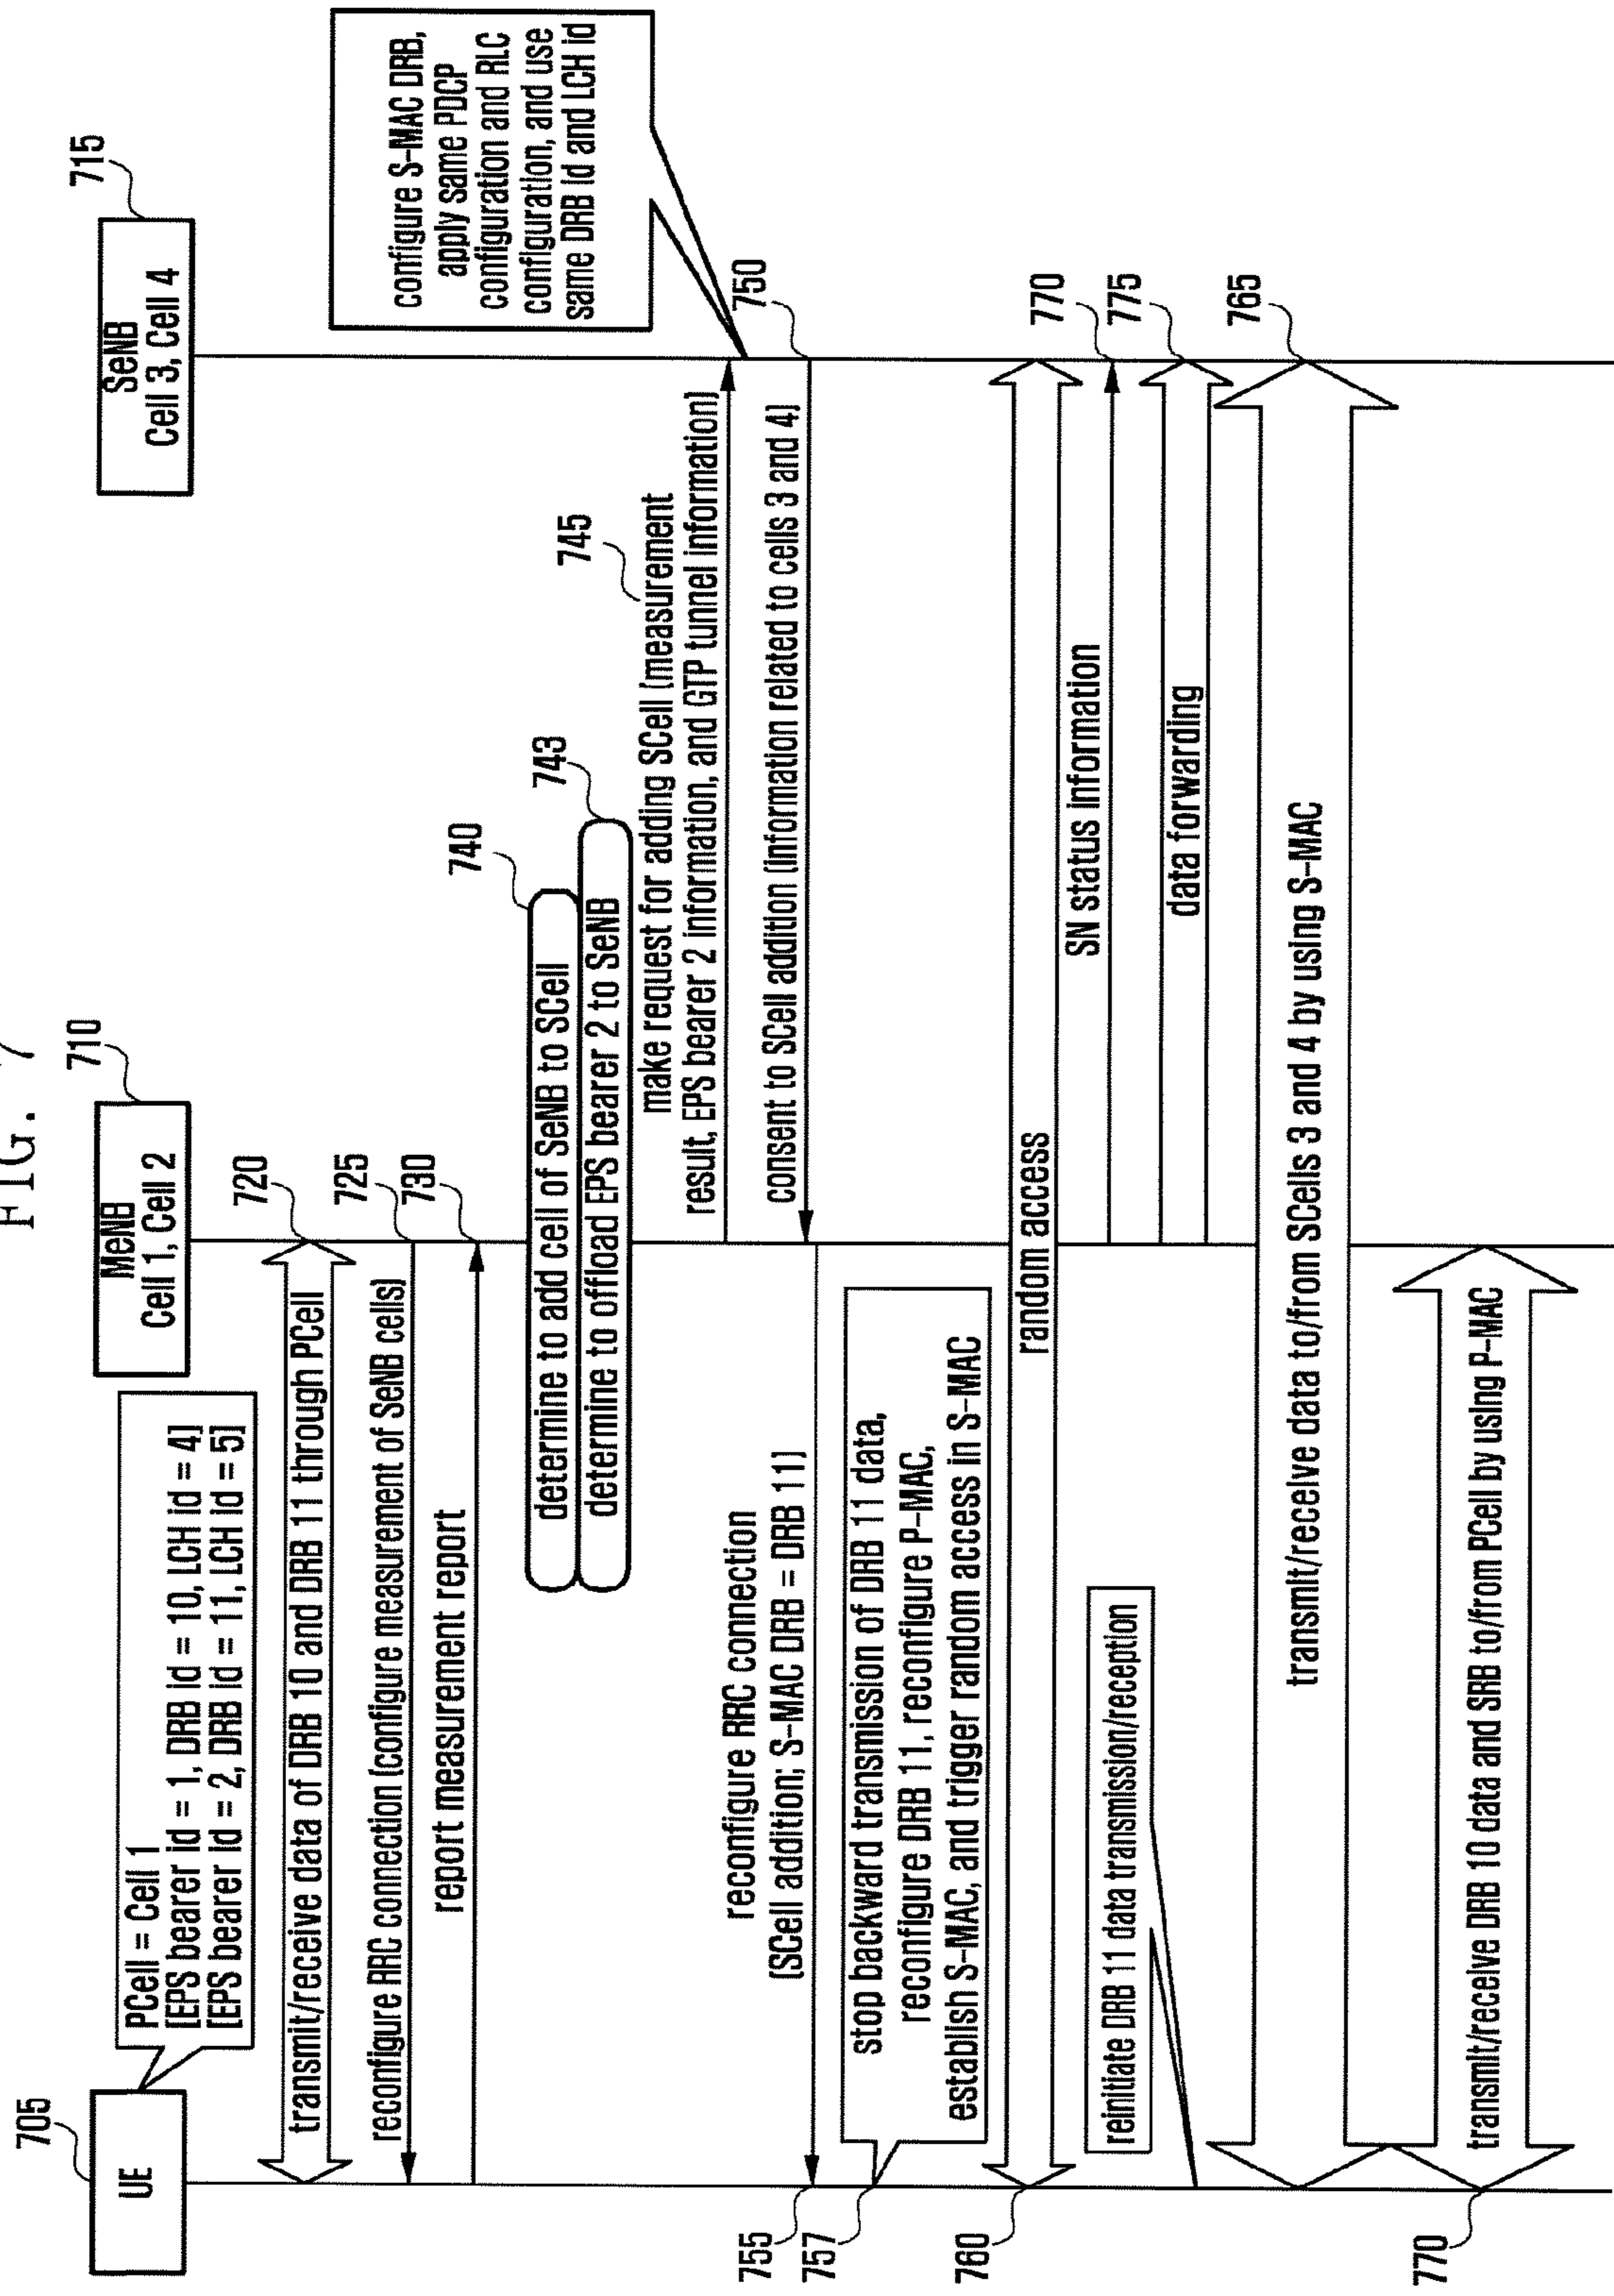 FIG. 7
705
UE
710
MeNB
Cell 1, Cell 2
715
SeNB
Cell 3, Cell 4
PCell = Cell 1
[EPS bearer id = 1, DRB id = 10, LCH id = 4]
[EPS bearer id = 2, DRB id = 11, LCH id = 5]
720
transmit/receive data of DRB 10 and DRB 11 through PCell
725
reconfigure RRC connection (configure measurement of SeNB cells)
730
report measurement report
740
determine to add cell of SeNB to SCell
743
determine to offload EPS bearer 2 to SeNB
745
make request for adding SCell (measurement
result, EPS bearer 2 information, and GTP tunnel information)
configure S-MAC DRB,
apply same PDCP
configuration and RLC
configuration, and use
same DRB id and LCH id
750
consent to SCell addition (information related to cells 3 and 4)
reconfigure RRC connection
(SCell addition; S-MAC DRB = DRB 11)
755
757
stop backward transmission of DRB 11 data,
reconfigure DRB 11, reconfigure P-MAC,
establish S-MAC, and trigger random access in S-MAC
760
random access
770
SN status information
775
data forwarding
reinitiate DRB 11 data transmission/reception
765
transmit/receive data to/from SCells 3 and 4 by using S-MAC
770
transmit/receive DRB 10 data and SRB to/from PCell by using P-MAC